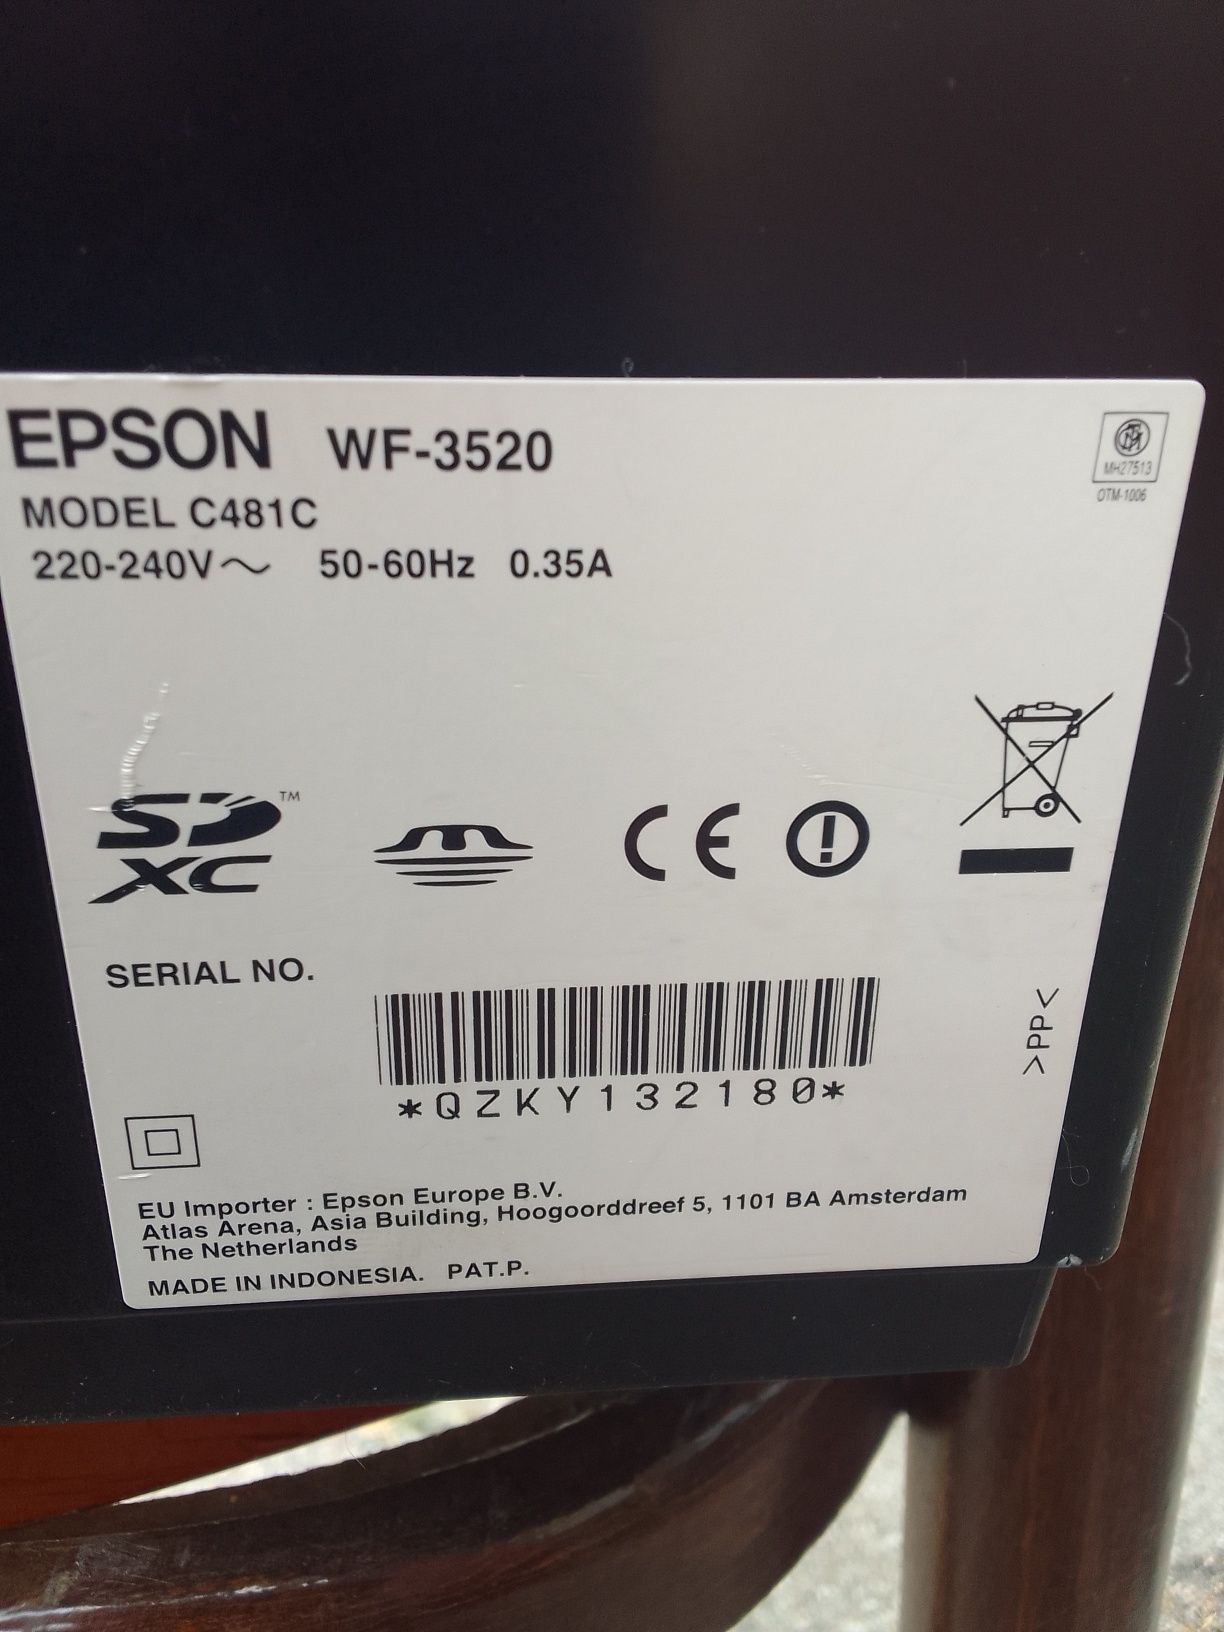 EPSON WF-3520
MH27513
OTM-1006
MODEL C481C
220-240V～ 50-60Hz 0.35A
SD™
XC
CE
SERIAL NO.
*QZKY132180*
>PP<
EU Importer : Epson Europe B.V.
Atlas Arena, Asia Building, Hoogoorddreef 5, 1101 BA Amsterdam
The Netherlands
MADE IN INDONESIA. PAT.P.